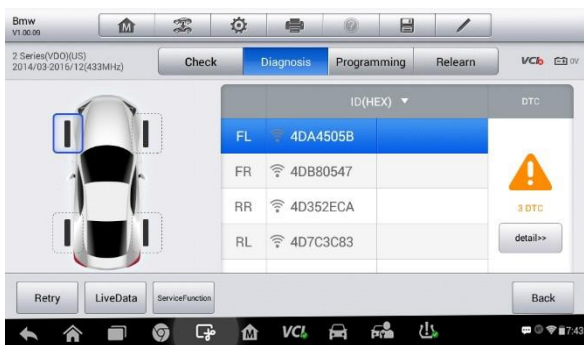 Bmw
V1.00.09
2 Series(VDO)(US)
2014/03-2016/12(433MHz)
Check
Diagnosis
Programming
Relearn
VCI
0V
ID(HEX)
DTC
FL 4DA4505B
FR 4DB80547
RR 4D352ECA
RL 4D7C3C83
3 DTC
detail>>
Retry
LiveData
ServiceFunction
Back
M
VCI
7:43